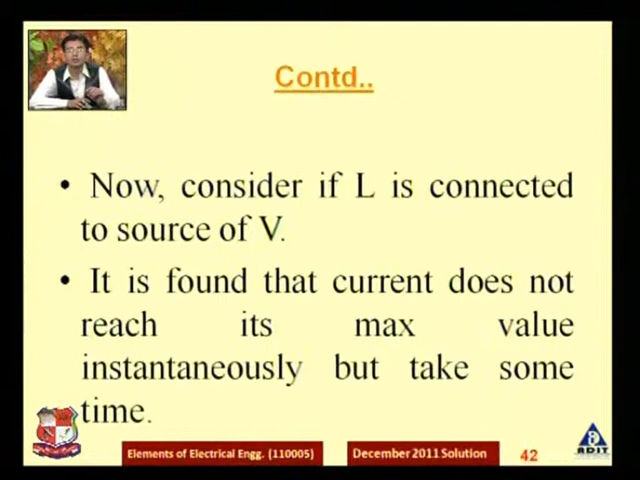 Contd..
• Now, consider if L is connected
to source of V.
• It is found that current does not
reach its max value
instantaneously but take some
time.
Elements of Electrical Engg. (110005)
December 2011 Solution
42
ADIT